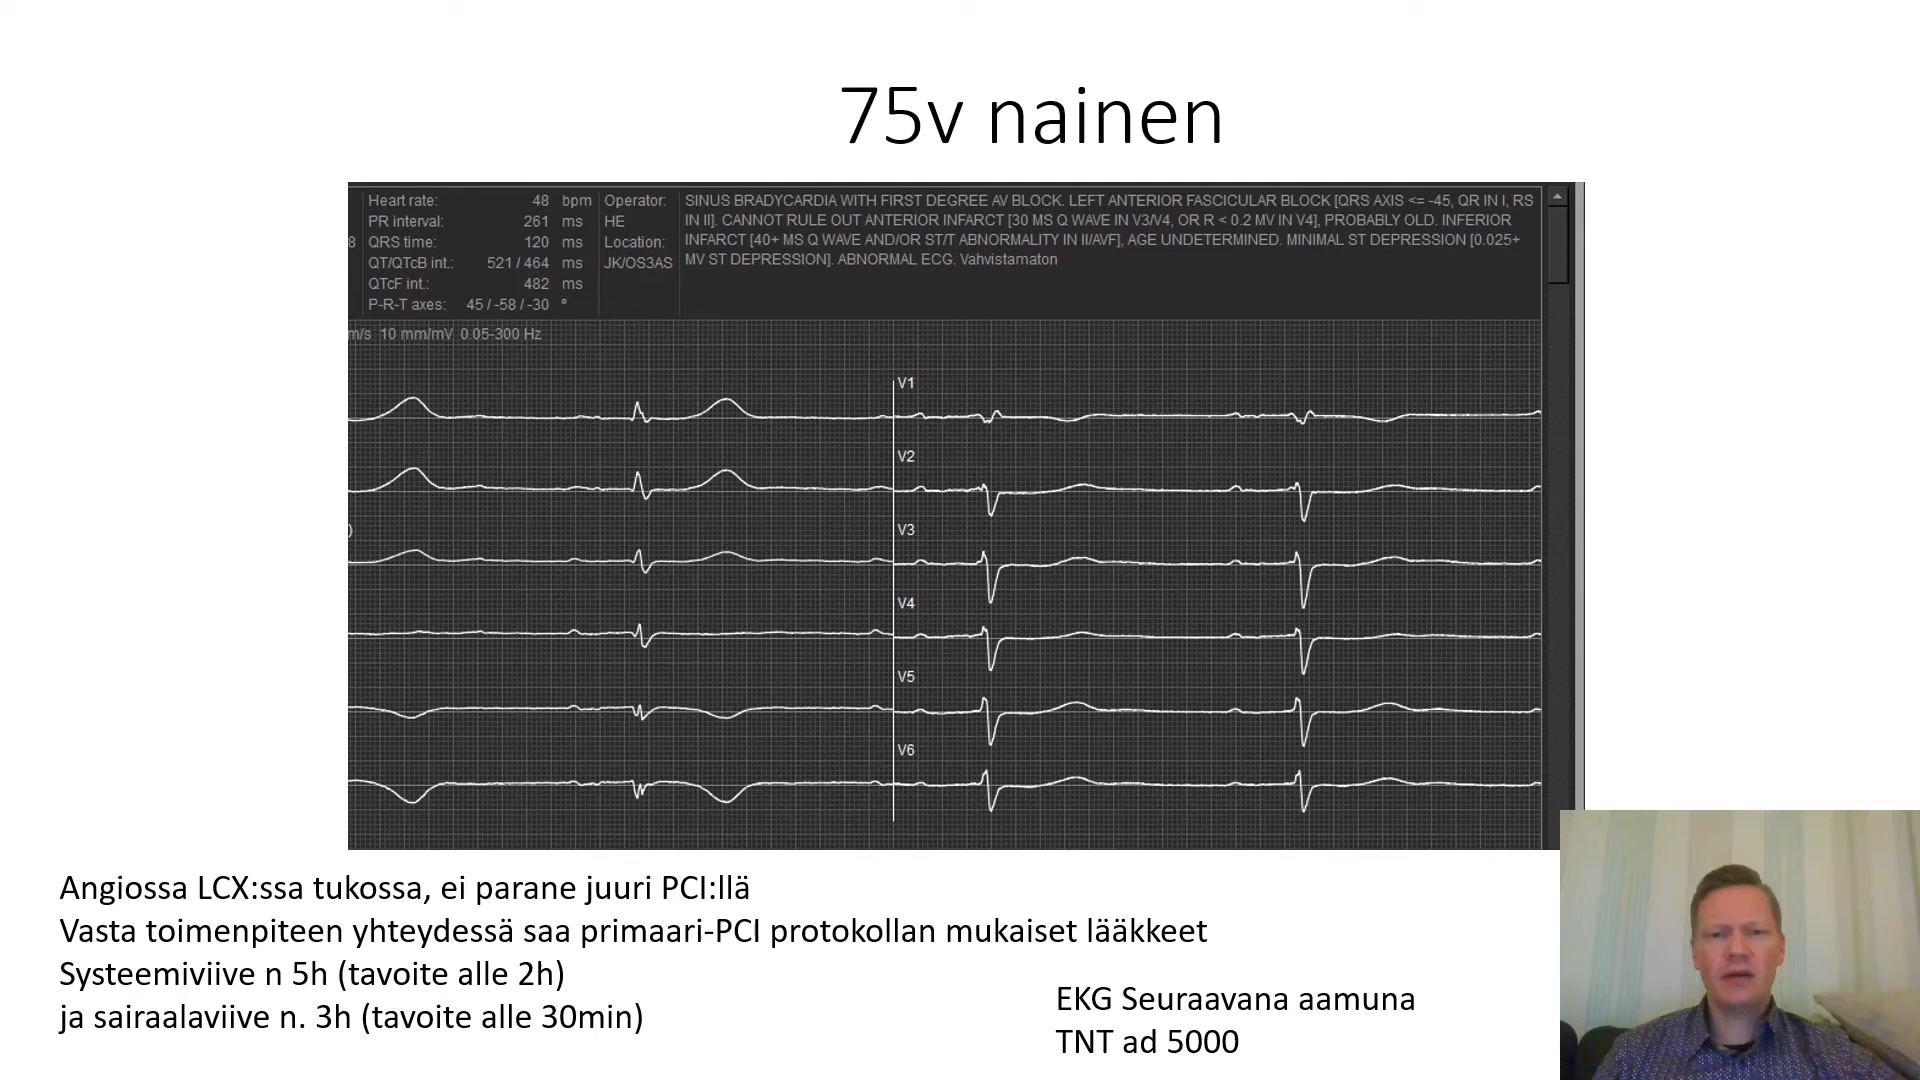 75v nainen
Heart rate: 48 bpm
PR interval: 261 ms
8 QRS time: 120 ms
QT/QTcB int.: 521 / 464 ms
QTcF int.: 482 ms
P-R-T axes: 45 / -58 / -30 °
Operator:
HE
Location:
JK/OS3AS
SINUS BRADYCARDIA WITH FIRST DEGREE AV BLOCK. LEFT ANTERIOR FASCICULAR BLOCK [QRS AXIS <= -45, QR IN I, RS
IN II]. CANNOT RULE OUT ANTERIOR INFARCT [30 MS Q WAVE IN V3/V4, OR R < 0.2 MV IN V4], PROBABLY OLD. INFERIOR
INFARCT [40+ MS Q WAVE AND/OR ST/T ABNORMALITY IN II/AVF], AGE UNDETERMINED. MINIMAL ST DEPRESSION [0.025+
MV ST DEPRESSION]. ABNORMAL ECG. Vahvistamaton
m/s 10 mm/mV 0.05-300 Hz
V1
V2
V3
)
V4
V5
V6
Angiossa LCX:ssa tukossa, ei parane juuri PCI:llä
Vasta toimenpiteen yhteydessä saa primaari-PCI protokollan mukaiset lääkkeet
Systeemiviive n 5h (tavoite alle 2h)
ja sairaalaviive n. 3h (tavoite alle 30min)
EKG Seuraavana aamuna
TNT ad 5000